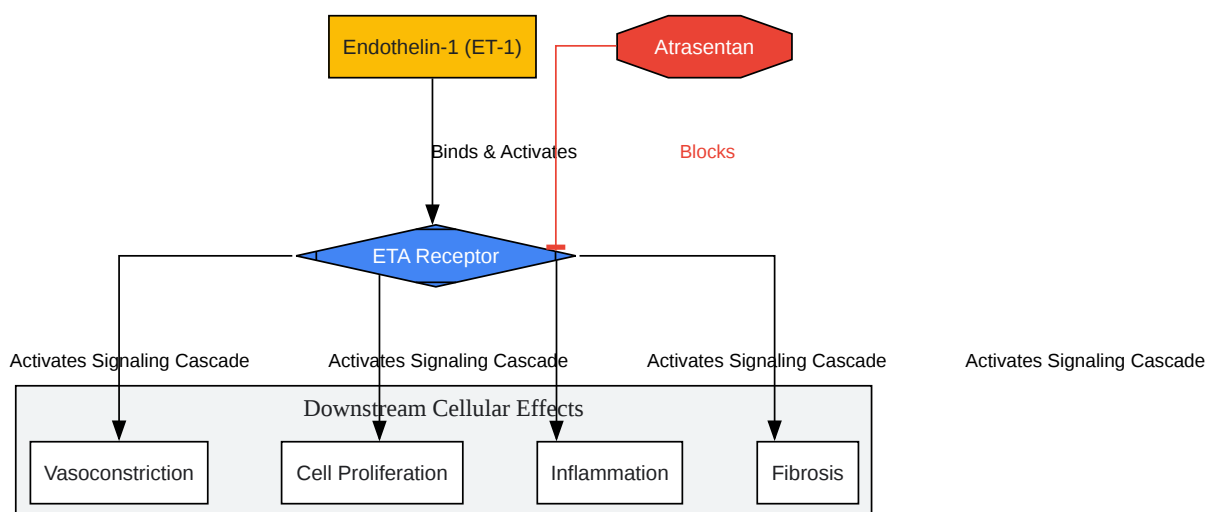 Endothelin-1 (ET-1)
Atrasentan
Binds & Activates
Blocks
ETA Receptor
Activates Signaling Cascade
Activates Signaling Cascade
Activates Signaling Cascade
Activates Signaling Cascade
Downstream Cellular Effects
Vasoconstriction
Cell Proliferation
Inflammation
Fibrosis